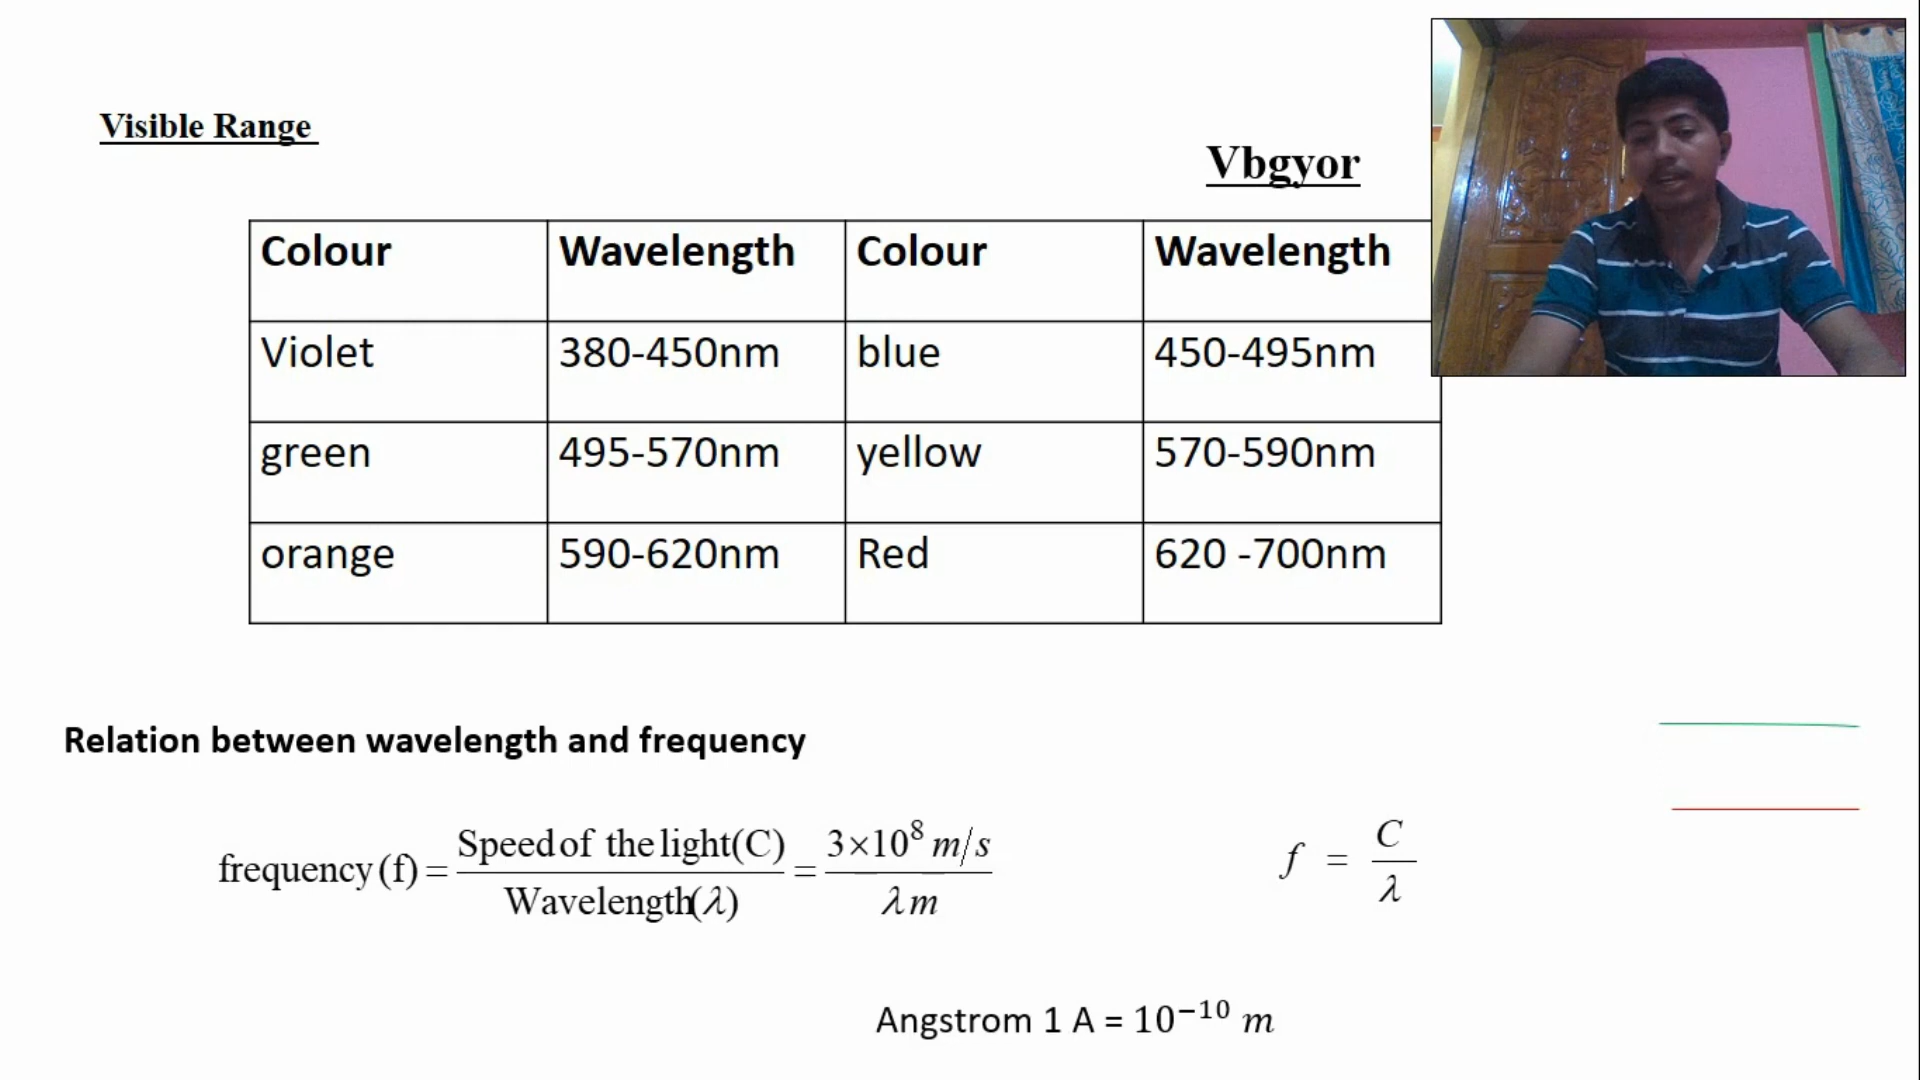 Visible Range
Vbgyor
Colour Wavelength Colour Wavelength
Violet 380-450nm blue 450-495nm
green 495-570nm yellow 570-590nm
orange 590-620nm Red 620 -700nm
Relation between wavelength and frequency
frequency (f) = Speed of the light(C) / Wavelength(λ) = 3×10⁸ m/s / λ m
f = C / λ
Angstrom 1 A = 10⁻¹⁰ m